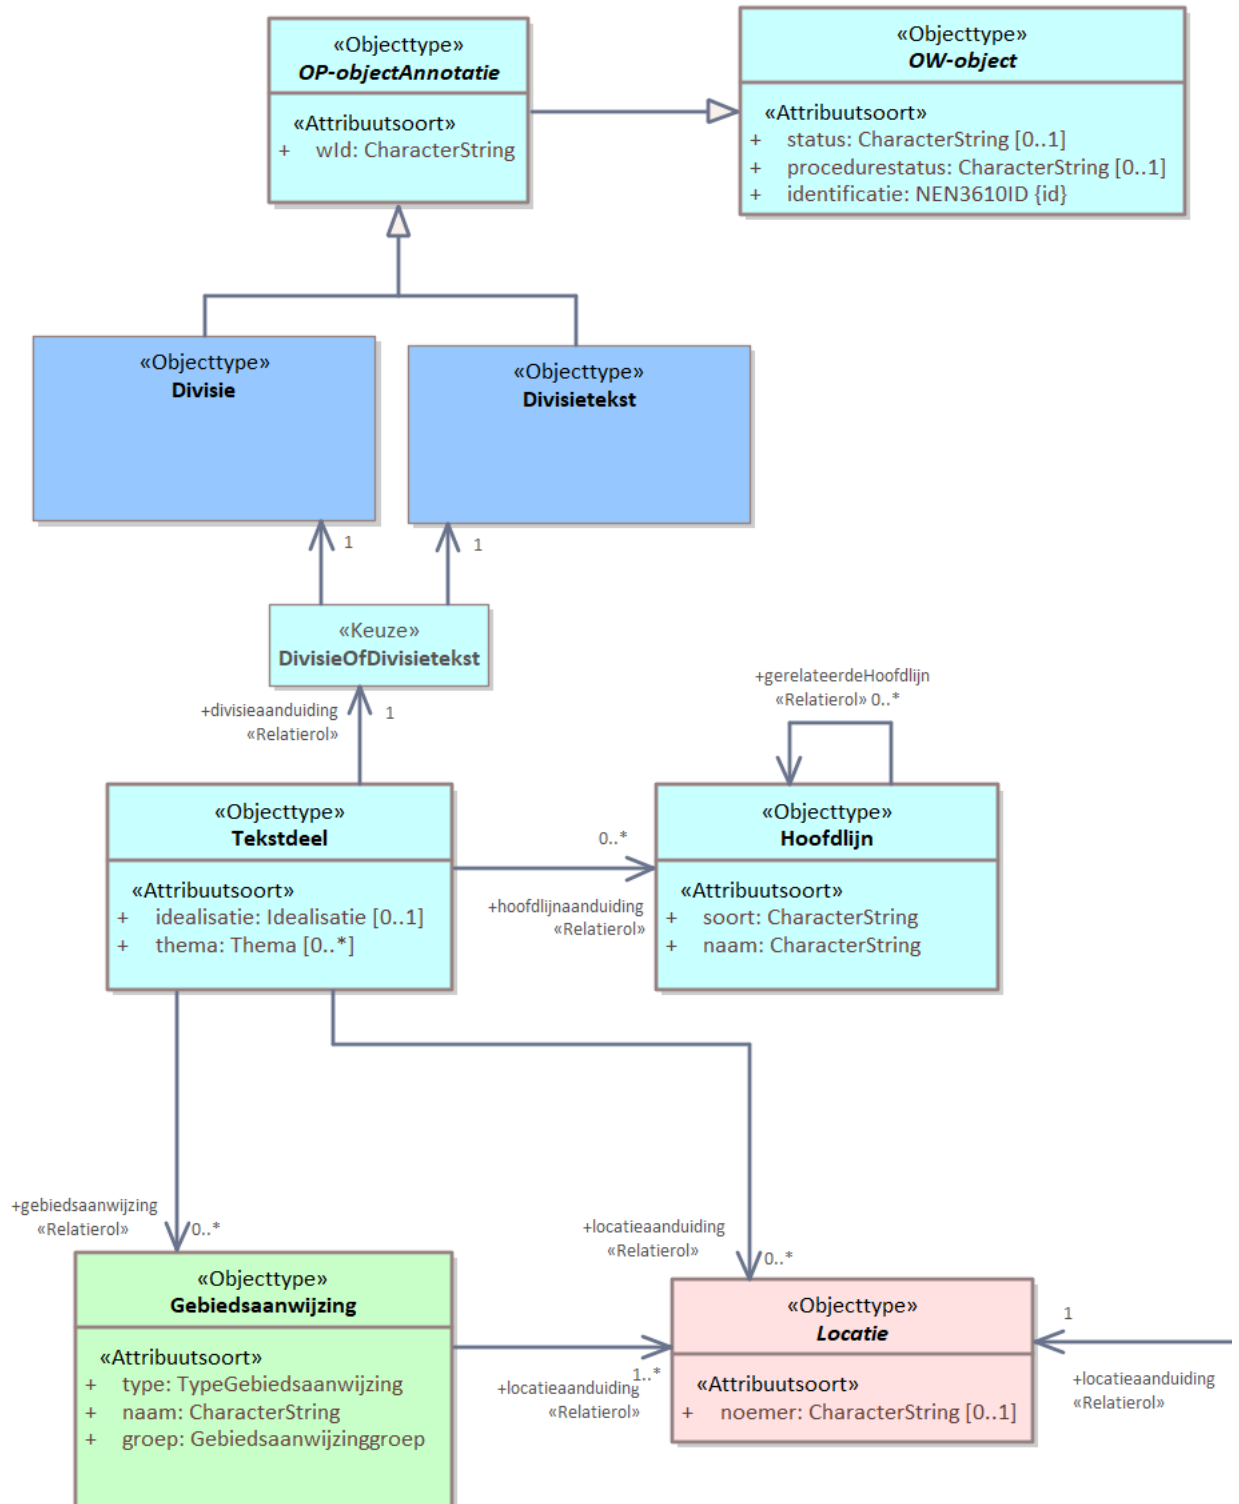 «Objecttype»
OP-objectAnnotatie
«Attribuutsoort»
+ wId: CharacterString
«Objecttype»
OW-object
«Attribuutsoort»
+ status: CharacterString [0..1]
+ procedurestatus: CharacterString [0..1]
+ identificatie: NEN3610ID {id}
«Objecttype»
Divisie
«Objecttype»
Divisietekst
1
1
«Keuze»
DivisieOfDivisietekst
+divisieaanduiding
«Relatierol»
1
+gerelateerdeHoofdlijn
«Relatierol» 0..*
«Objecttype»
Tekstdeel
«Attribuutsoort»
+ idealisatie: Idealisatie [0..1]
+ thema: Thema [0..*]
0..*
+hoofdlijnaanduiding
«Relatierol»
«Objecttype»
Hoofdlijn
«Attribuutsoort»
+ soort: CharacterString
+ naam: CharacterString
+gebiedsaanwijzing
«Relatierol»
0..*
+locatieaanduiding
«Relatierol»
0..*
«Objecttype»
Gebiedsaanwijzing
«Attribuutsoort»
+ type: TypeGebiedsaanwijzing
+ naam: CharacterString
+ groep: Gebiedsaanwijzinggroep
1..*
+locatieaanduiding
«Relatierol»
«Objecttype»
Locatie
«Attribuutsoort»
+ noemer: CharacterString [0..1]
1
+locatieaanduiding
«Relatierol»